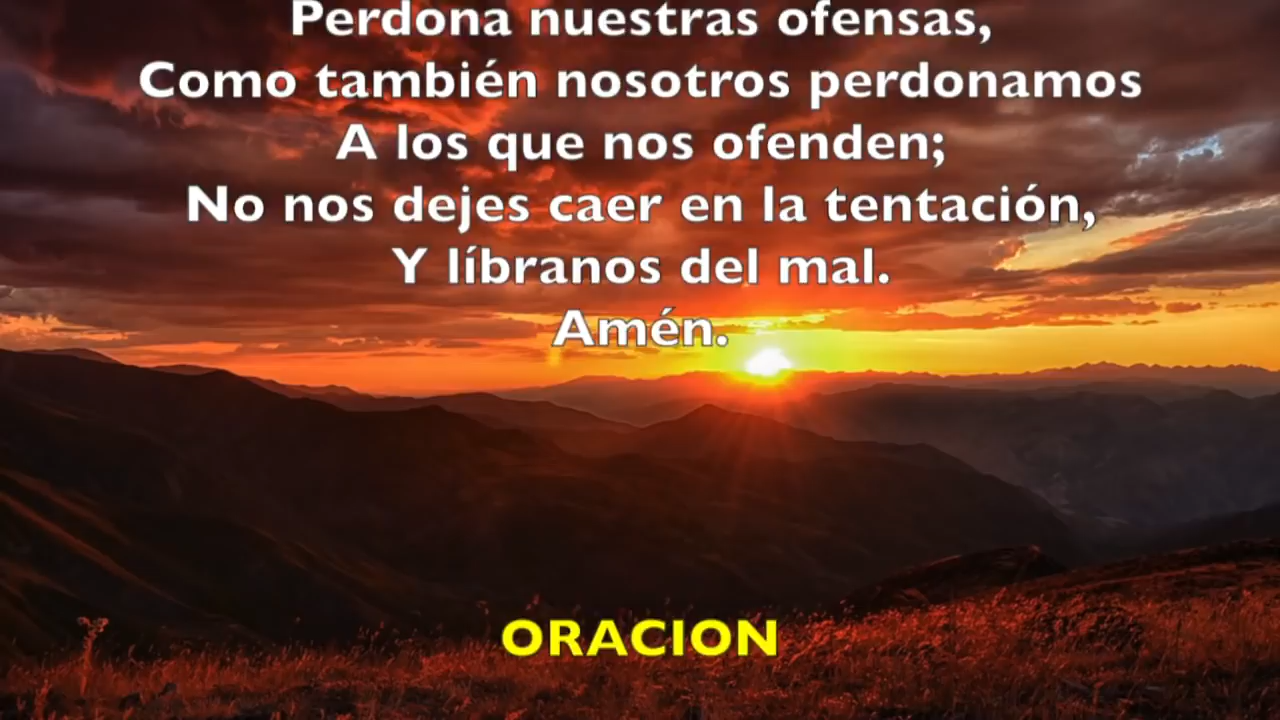 Perdona nuestras ofensas,
Como también nosotros perdonamos
A los que nos ofenden;
No nos dejes caer en la tentación,
Y líbranos del mal.
Amén.
ORACION